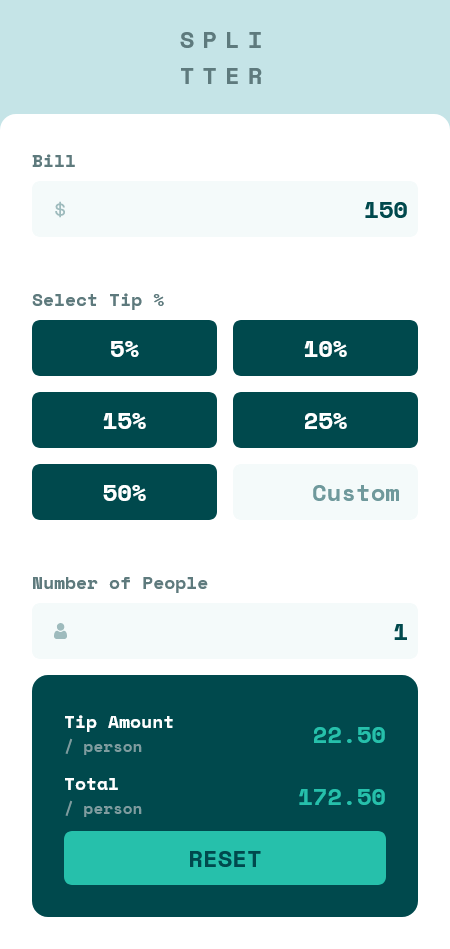 SPLI
TTER
Bill
$ 150
Select Tip %
5% 10%
15% 25%
50% Custom
Number of People
1
Tip Amount
/ person
22.50
Total
/ person
172.50
RESET